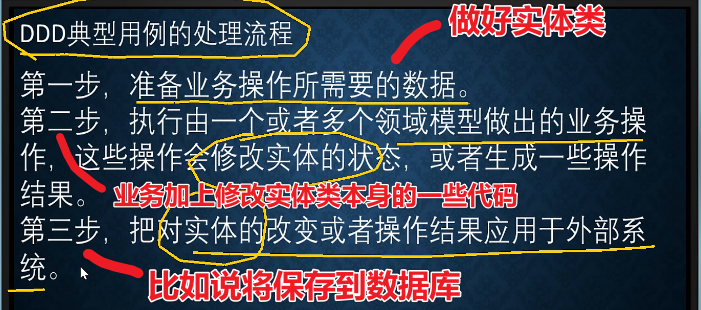 DDD典型用例的处理流程
做好实体类
第一步，准备业务操作所需要的数据。
第二步，执行由一个或者多个领域模型做出的业务操
作，这些操作会修改实体的状态，或者生成一些操作
结果。
业务加上修改实体类本身的一些代码
第三步，把对实体的改变或者操作结果应用于外部系
统。
比如说将保存到数据库